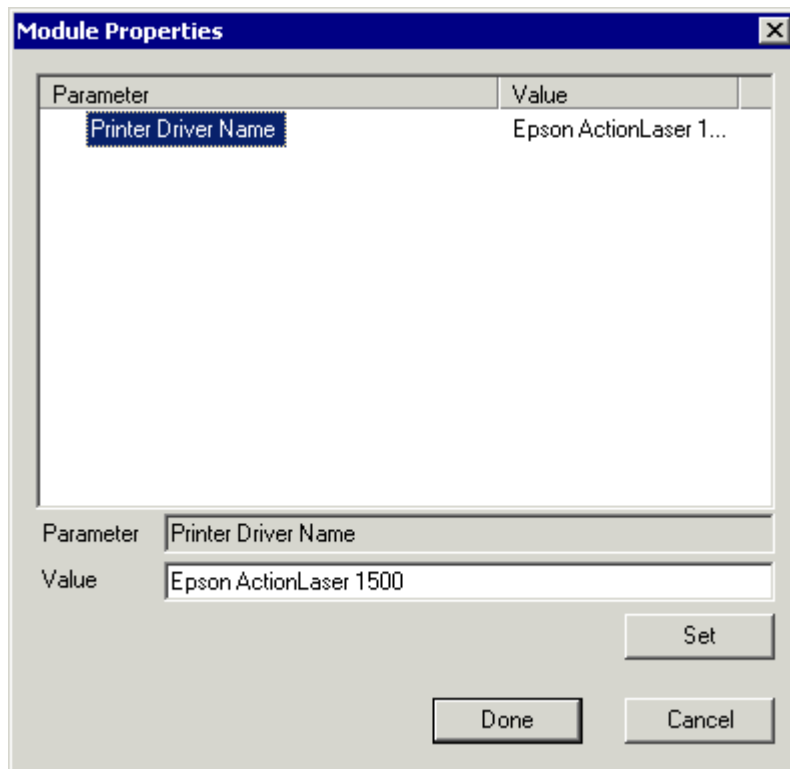 Module Properties
Parameter Value
Printer Driver Name Epson ActionLaser 1...
Parameter Printer Driver Name
Value Epson ActionLaser 1500
Set
Done Cancel